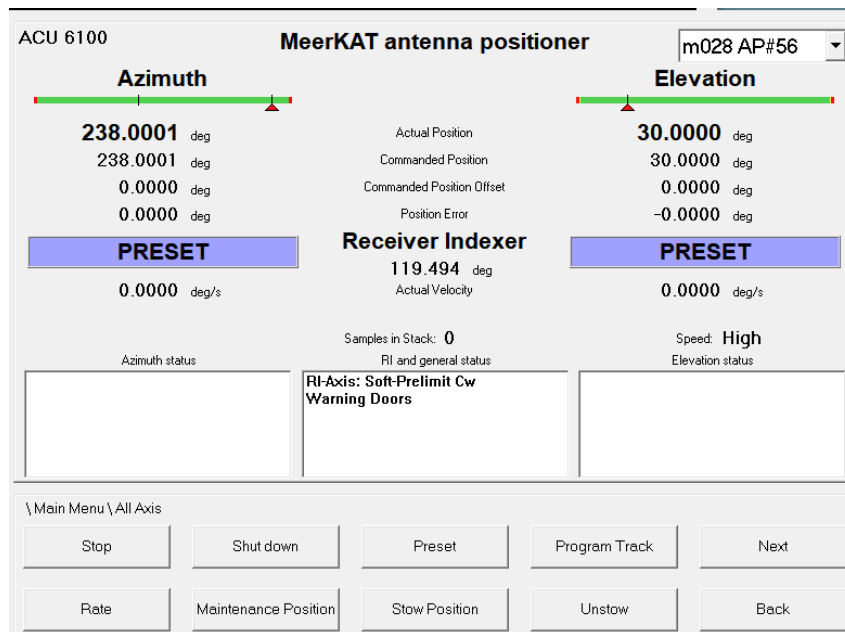 ACU 6100 MeerKAT antenna positioner m028 AP#56
Azimuth Elevation
238.0001 deg Actual Position 30.0000 deg
238.0001 deg Commanded Position 30.0000 deg
0.0000 deg Commanded Position Offset 0.0000 deg
0.0000 deg Position Error -0.0000 deg
PRESET Receiver Indexer PRESET
119.494 deg
0.0000 deg/s Actual Velocity 0.0000 deg/s
Samples in Stack: 0 Speed: High
Azimuth status RI and general status Elevation status
RI-Axis: Soft-Prelimit Cw
Warning Doors
\ Main Menu \ All Axis
Stop Shut down Preset Program Track Next
Rate Maintenance Position Stow Position Unstow Back